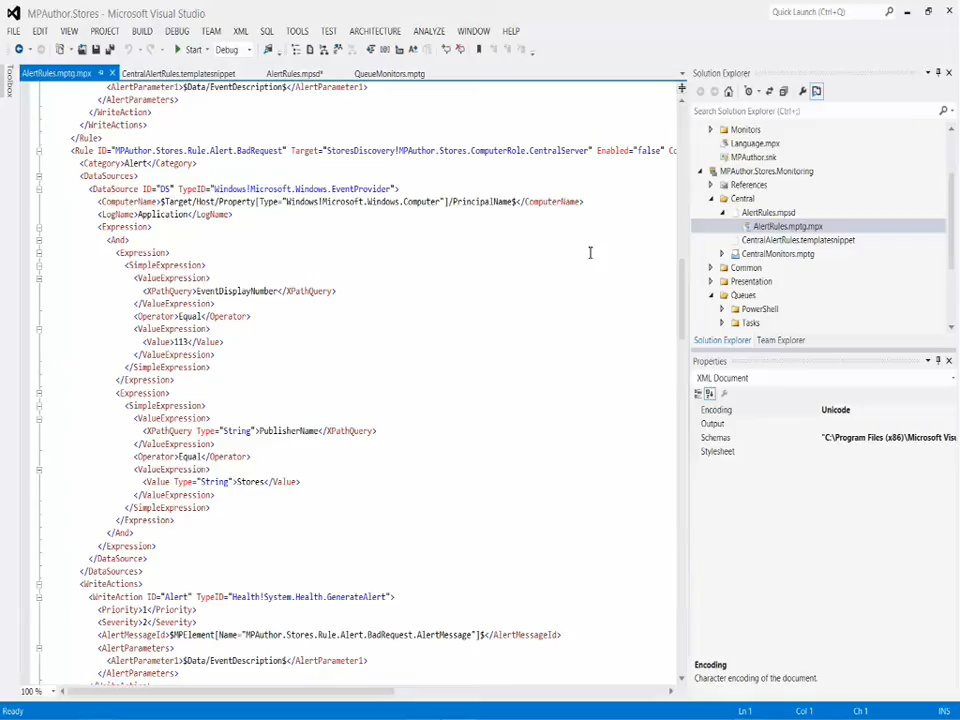 MPAuthor.Stores - Microsoft Visual Studio
Quick Launch (Ctrl+Q)
FILE EDIT VIEW PROJECT BUILD DEBUG TEAM XML SQL TOOLS TEST ARCHITECTURE ANALYZE WINDOW HELP
Start Debug
Toolbox
AlertRules.mptg.mpx CentralAlertRules.templatesnippet AlertRules.mpsd* QueueMonitors.mptg
<AlertParameter1>$Data/EventDescription$</AlertParameter1>
</AlertParameters>
</WriteAction>
</WriteActions>
</Rule>
<Rule ID="MPAuthor.Stores.Rule.Alert.BadRequest" Target="StoresDiscovery!MPAuthor.Stores.ComputerRole.CentralServer" Enabled="false" Co
<Category>Alert</Category>
<DataSources>
<DataSource ID="DS" TypeID="Windows!Microsoft.Windows.EventProvider">
<ComputerName>$Target/Host/Property[Type="Windows!Microsoft.Windows.Computer"]/PrincipalName$</ComputerName>
<LogName>Application</LogName>
<Expression>
<And>
<Expression>
<SimpleExpression>
<ValueExpression>
<XPathQuery>EventDisplayNumber</XPathQuery>
</ValueExpression>
<Operator>Equal</Operator>
<ValueExpression>
<Value>113</Value>
</ValueExpression>
</SimpleExpression>
</Expression>
<Expression>
<SimpleExpression>
<ValueExpression>
<XPathQuery Type="String">PublisherName</XPathQuery>
</ValueExpression>
<Operator>Equal</Operator>
<ValueExpression>
<Value Type="String">Stores</Value>
</ValueExpression>
</SimpleExpression>
</Expression>
</And>
</Expression>
</DataSource>
</DataSources>
<WriteActions>
<WriteAction ID="Alert" TypeID="Health!System.Health.GenerateAlert">
<Priority>1</Priority>
<Severity>2</Severity>
<AlertMessageId>$MPElement[Name="MPAuthor.Stores.Rule.Alert.BadRequest.AlertMessage"]$</AlertMessageId>
<AlertParameters>
<AlertParameter1>$Data/EventDescription$</AlertParameter1>
</AlertParameters>
100 %
Solution Explorer
Search Solution Explorer (Ctrl+;)
Monitors
Language.mpx
MPAuthor.snk
MPAuthor.Stores.Monitoring
References
Central
AlertRules.mpsd
AlertRules.mptg.mpx
CentralAlertRules.templatesnippet
CentralMonitors.mptg
Common
Presentation
Queues
PowerShell
Tasks
Solution Explorer Team Explorer
Properties
XML Document
Encoding Unicode
Output
Schemas "C:\Program Files (x86)\Microsoft Visu
Stylesheet
Encoding
Character encoding of the document.
Ready Ln 1 Col 1 Ch 1 INS